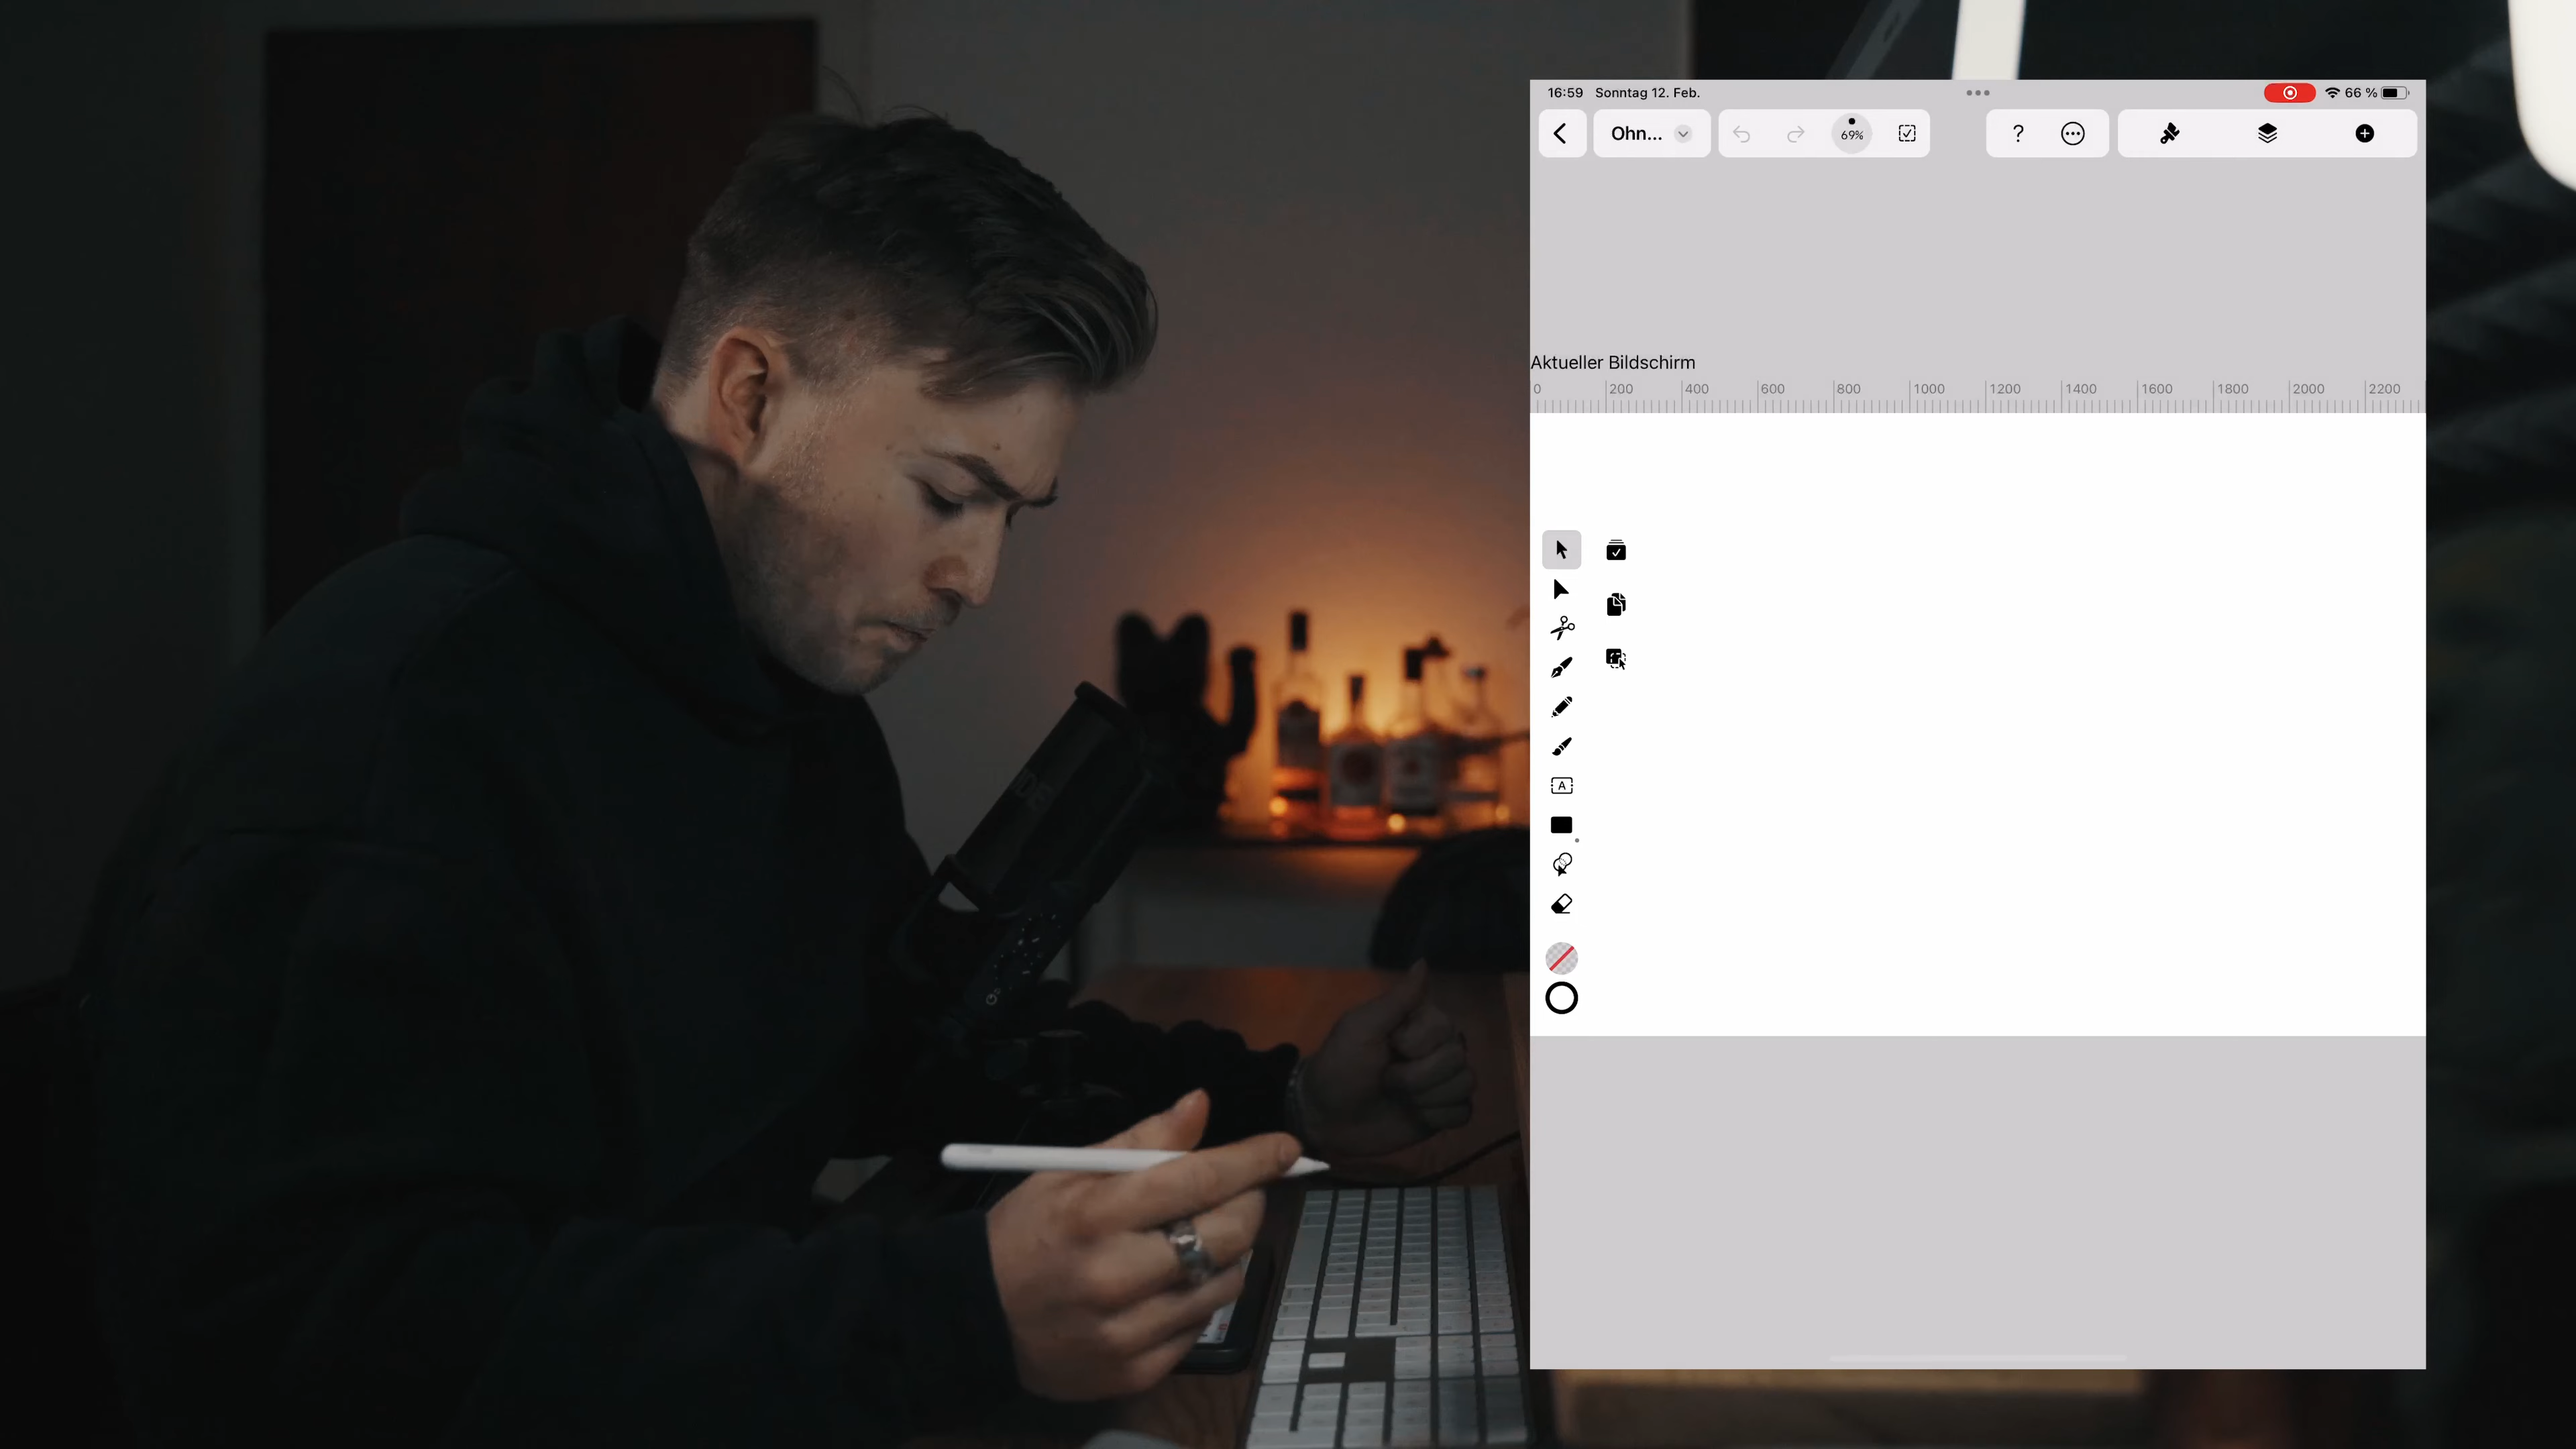 16:59 Sonntag 12. Feb. 66 %
Ohn... 69% ?
Aktueller Bildschirm
0 200 400 600 800 1000 1200 1400 1600 1800 2000 2200
A